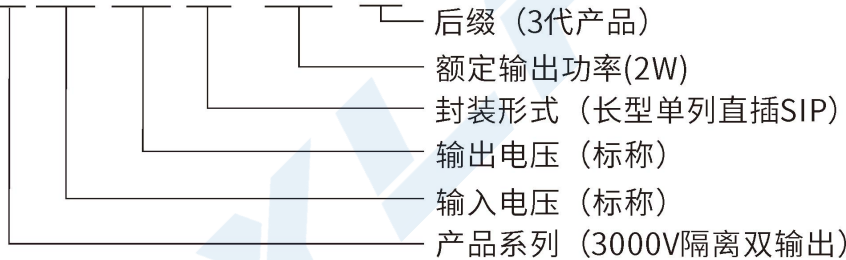 后缀（3代产品）
额定输出功率(2W)
封装形式（长型单列直插SIP）
输出电压（标称）
输入电压（标称）
产品系列（3000V隔离双输出）